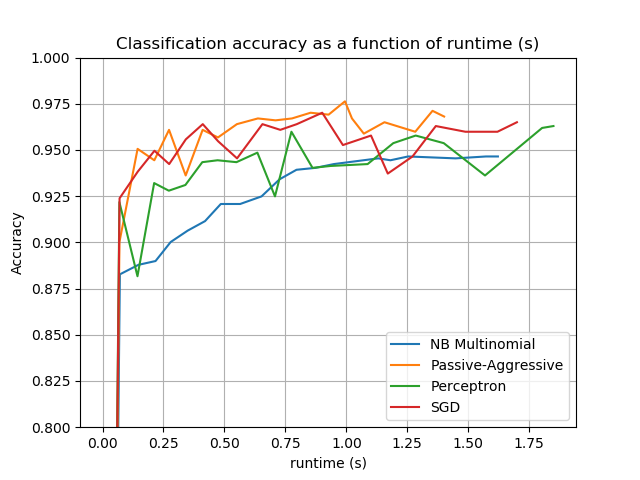 Classification accuracy as a function of runtime (s)
1.000
0.975
0.950
0.925
0.900
0.875
0.850
0.825
0.800
Accuracy
NB Multinomial
Passive-Aggressive
Perceptron
SGD
0.00 0.25 0.50 0.75 1.00 1.25 1.50 1.75
runtime (s)